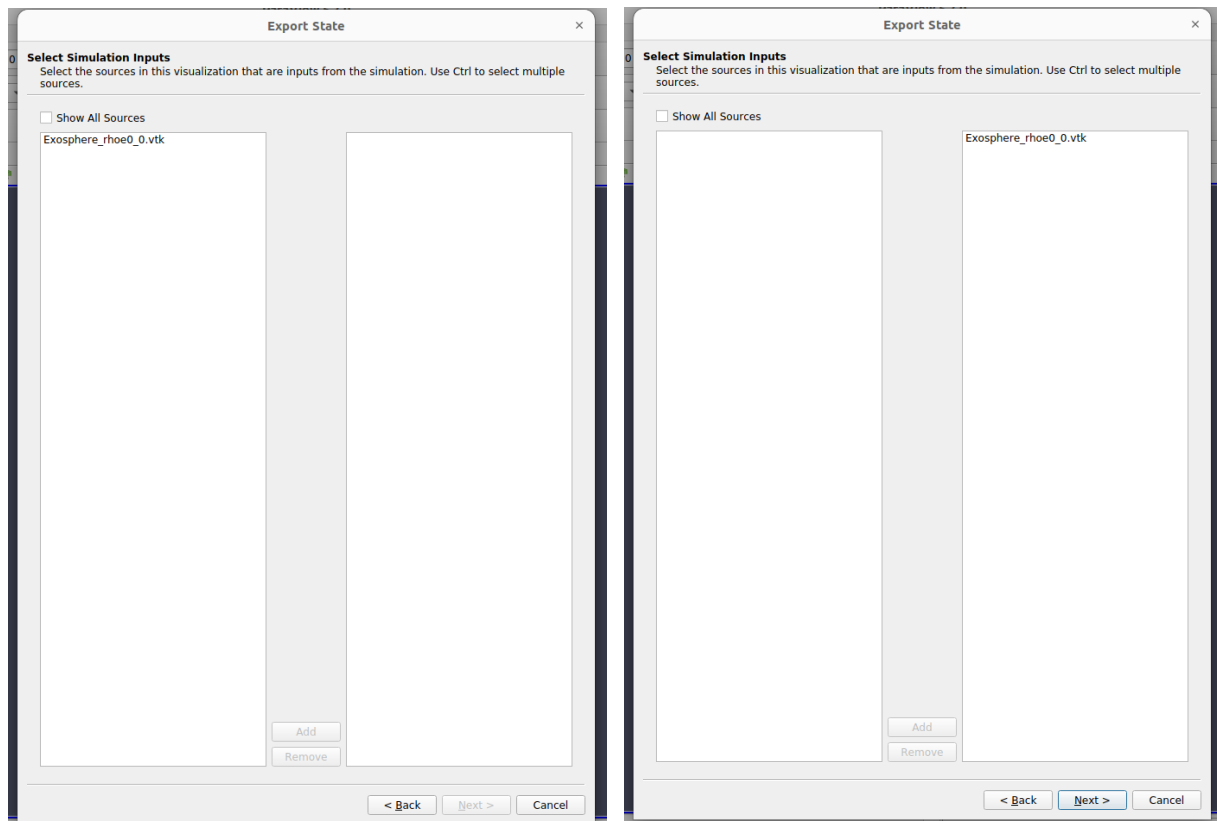 Export State
×
0
Select Simulation Inputs
Select the sources in this visualization that are inputs from the simulation. Use Ctrl to select multiple
sources.
Show All Sources
Exosphere_rhoe0_0.vtk
Add
Remove
< Back
Next >
Cancel
Export State
×
0
Select Simulation Inputs
Select the sources in this visualization that are inputs from the simulation. Use Ctrl to select multiple
sources.
Show All Sources
Exosphere_rhoe0_0.vtk
Add
Remove
< Back
Next >
Cancel